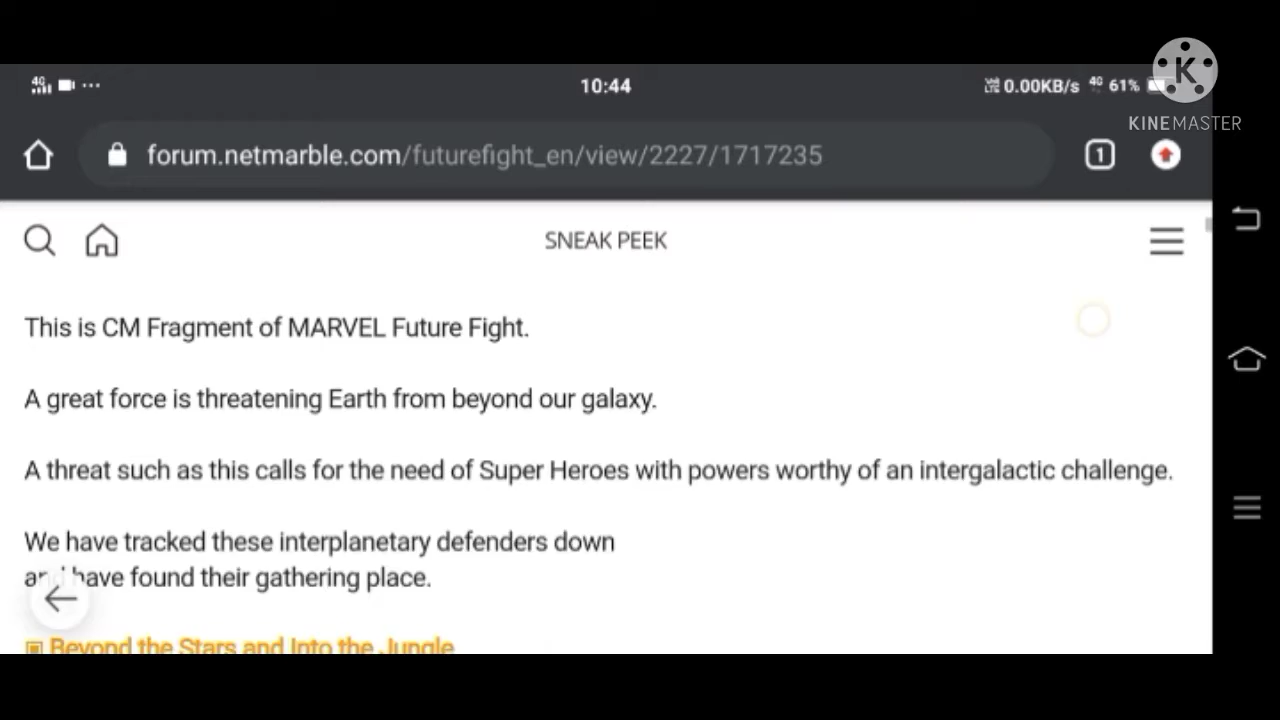 4G
10:44
0.00KB/s 4G 61%
K
KINEMASTER
forum.netmarble.com/futurefight_en/view/2227/1717235
1
SNEAK PEEK
This is CM Fragment of MARVEL Future Fight.
A great force is threatening Earth from beyond our galaxy.
A threat such as this calls for the need of Super Heroes with powers worthy of an intergalactic challenge.
We have tracked these interplanetary defenders down
and have found their gathering place.
Beyond the Stars and Into the Jungle